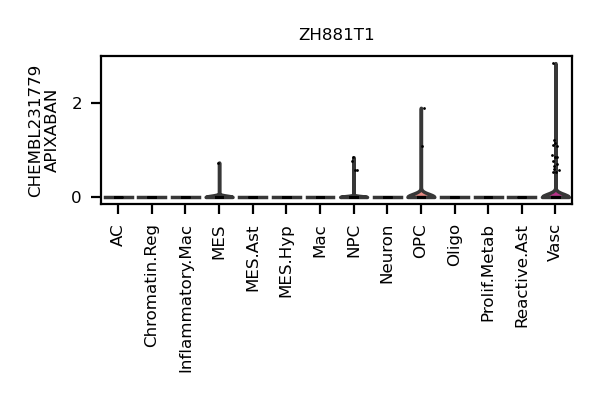 ZH881T1
CHEMBL231779
APIXABAN
2
0
AC
Chromatin.Reg
Inflammatory.Mac
MES
MES.Ast
MES.Hyp
Mac
NPC
Neuron
OPC
Oligo
Prolif.Metab
Reactive.Ast
Vasc